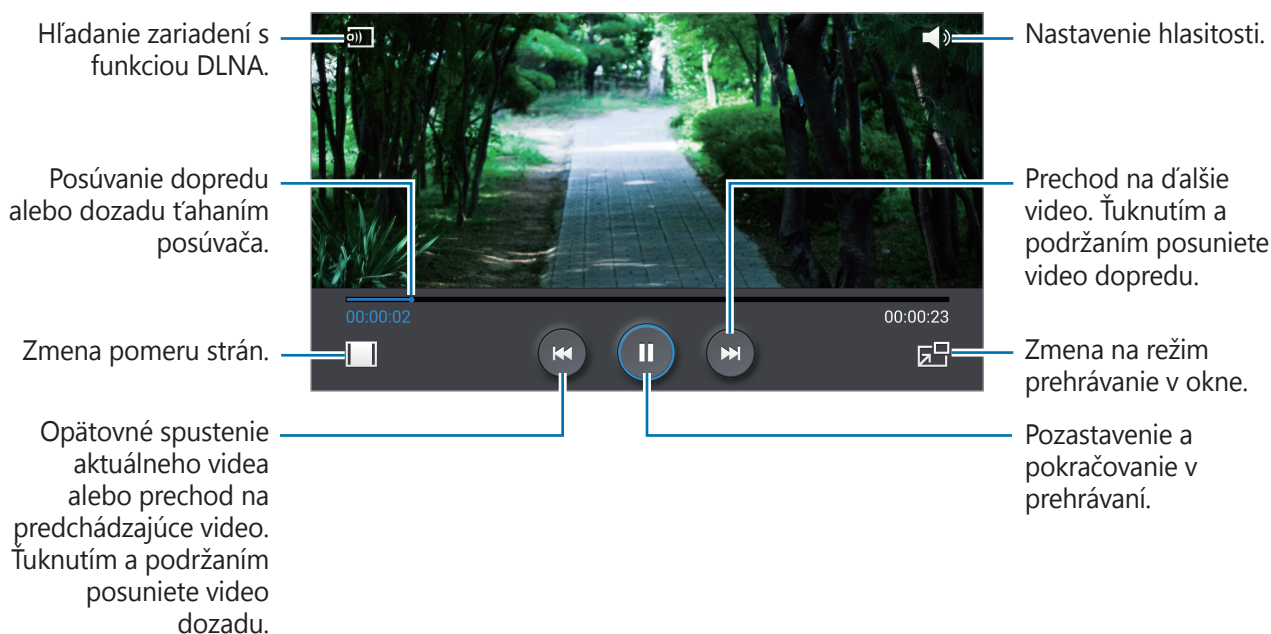 Hľadanie zariadení s
funkciou DLNA.
Nastavenie hlasitosti.
Posúvanie dopredu
alebo dozadu ťahaním
posúvača.
Prechod na ďalšie
video. Ťuknutím a
podržaním posuniete
video dopredu.
00:00:02
00:00:23
Zmena pomeru strán.
Zmena na režim
prehrávanie v okne.
Opätovné spustenie
aktuálneho videa
alebo prechod na
predchádzajúce video.
Ťuknutím a podržaním
posuniete video
dozadu.
Pozastavenie a
pokračovanie v
prehrávaní.